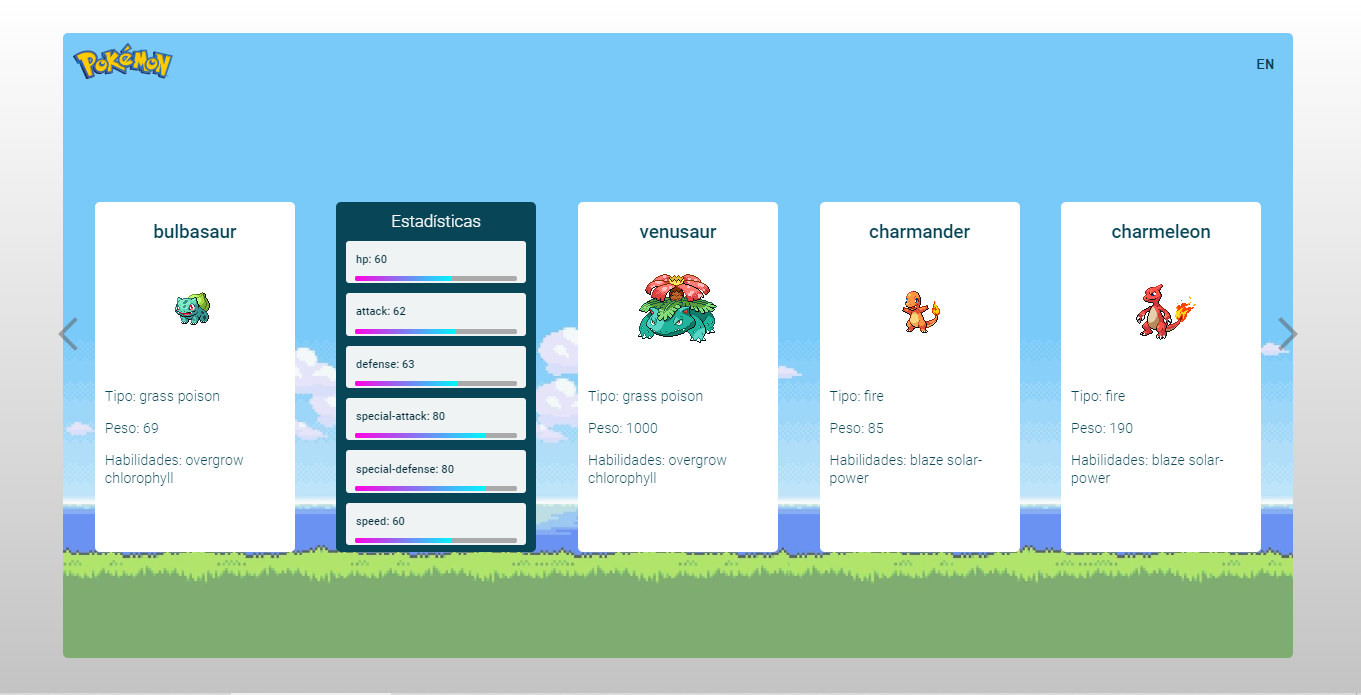 POKéMON
EN
bulbasaur
Tipo: grass poison
Peso: 69
Habilidades: overgrow
chlorophyll
Estadísticas
hp: 60
attack: 62
defense: 63
special-attack: 80
special-defense: 80
speed: 60
venusaur
Tipo: grass poison
Peso: 1000
Habilidades: overgrow
chlorophyll
charmander
Tipo: fire
Peso: 85
Habilidades: blaze solar-
power
charmeleon
Tipo: fire
Peso: 190
Habilidades: blaze solar-
power